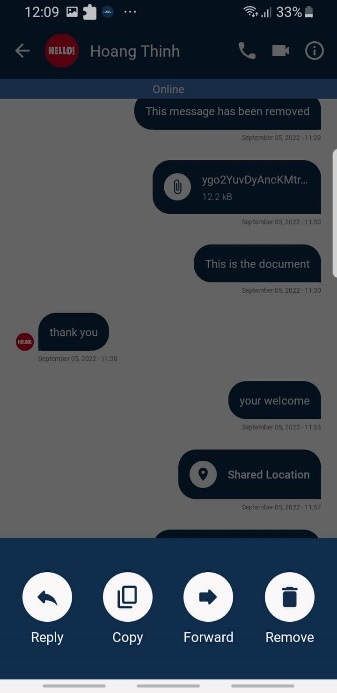 12:09 33%
HELLO! Hoang Thinh
Online
This message has been removed
September 05, 2022 - 11:29
ygo2YuvDyAncKMtr...
12.2 kB
September 05, 2022 - 11:30
This is the document
September 05, 2022 - 11:30
thank you
September 05, 2022 - 11:30
your welcome
September 05, 2022 - 11:33
Shared Location
September 05, 2022 - 11:37
Reply Copy Forward Remove